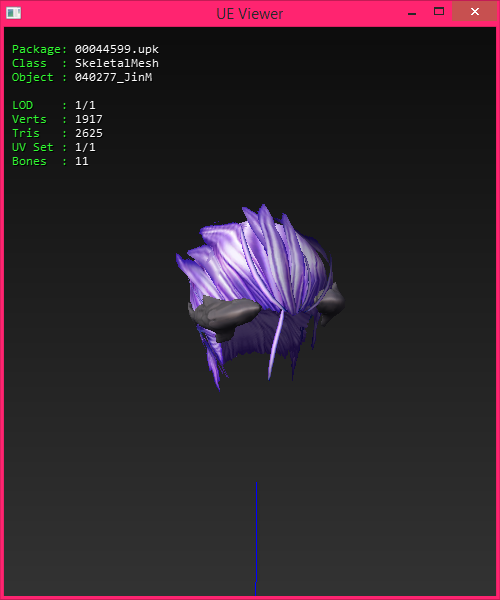 UE Viewer
Package: 00044599.upk
Class : SkeletalMesh
Object : 040277_JinM
LOD : 1/1
Verts : 1917
Tris : 2625
UV Set : 1/1
Bones : 11